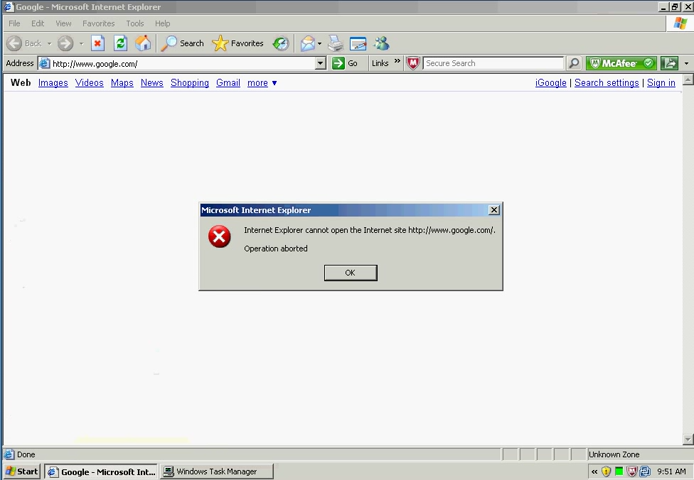 Google - Microsoft Internet Explorer
File Edit View Favorites Tools Help
Back Search Favorites
Address http://www.google.com/ Go Links » Secure Search McAfee
Web Images Videos Maps News Shopping Gmail more ▼ iGoogle | Search settings | Sign in
Microsoft Internet Explorer
Internet Explorer cannot open the Internet site http://www.google.com/.
Operation aborted
OK
Done Unknown Zone
Start Google - Microsoft Int... Windows Task Manager « 9:51 AM